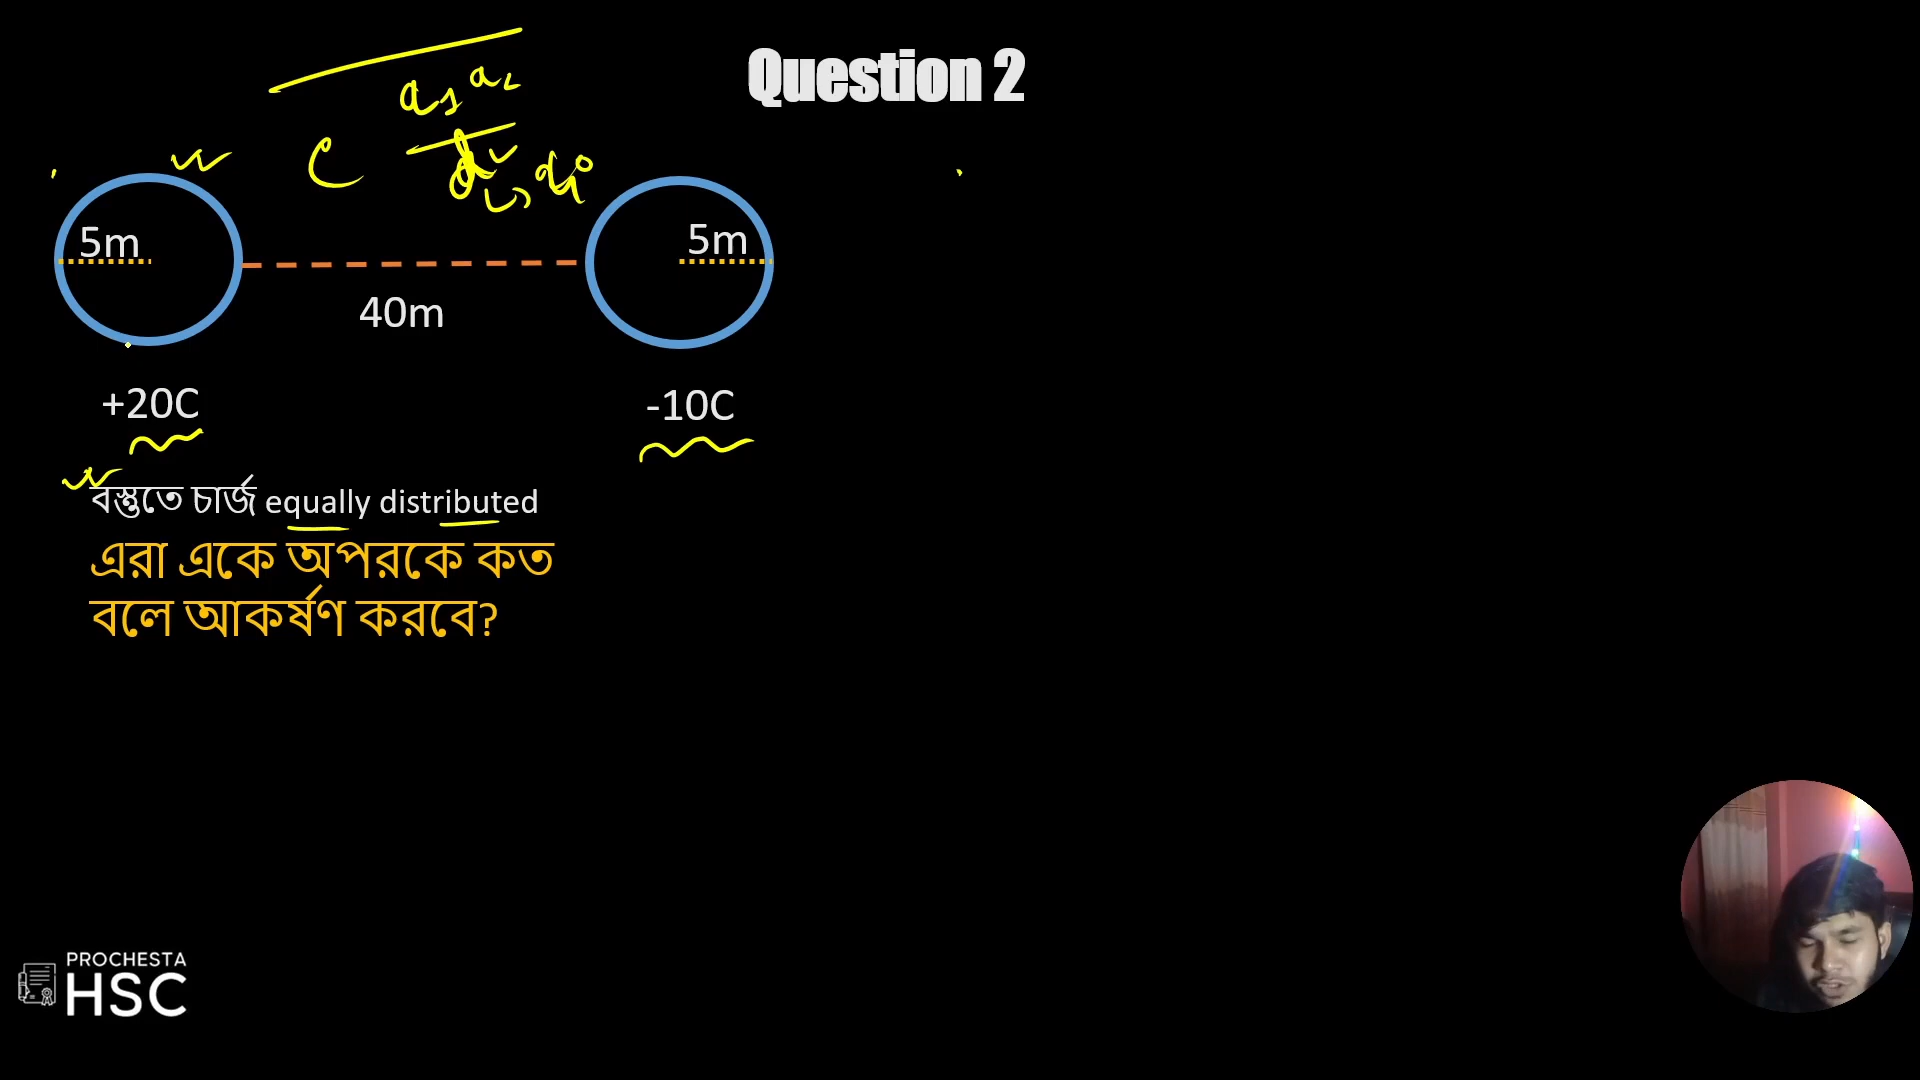 Question 2
5m
5m
40m
+20C
-10C
বস্তুতে চার্জ equally distributed
এরা একে অপরকে কত
বলে আকর্ষণ করবে?
PROCHESTA
HSC